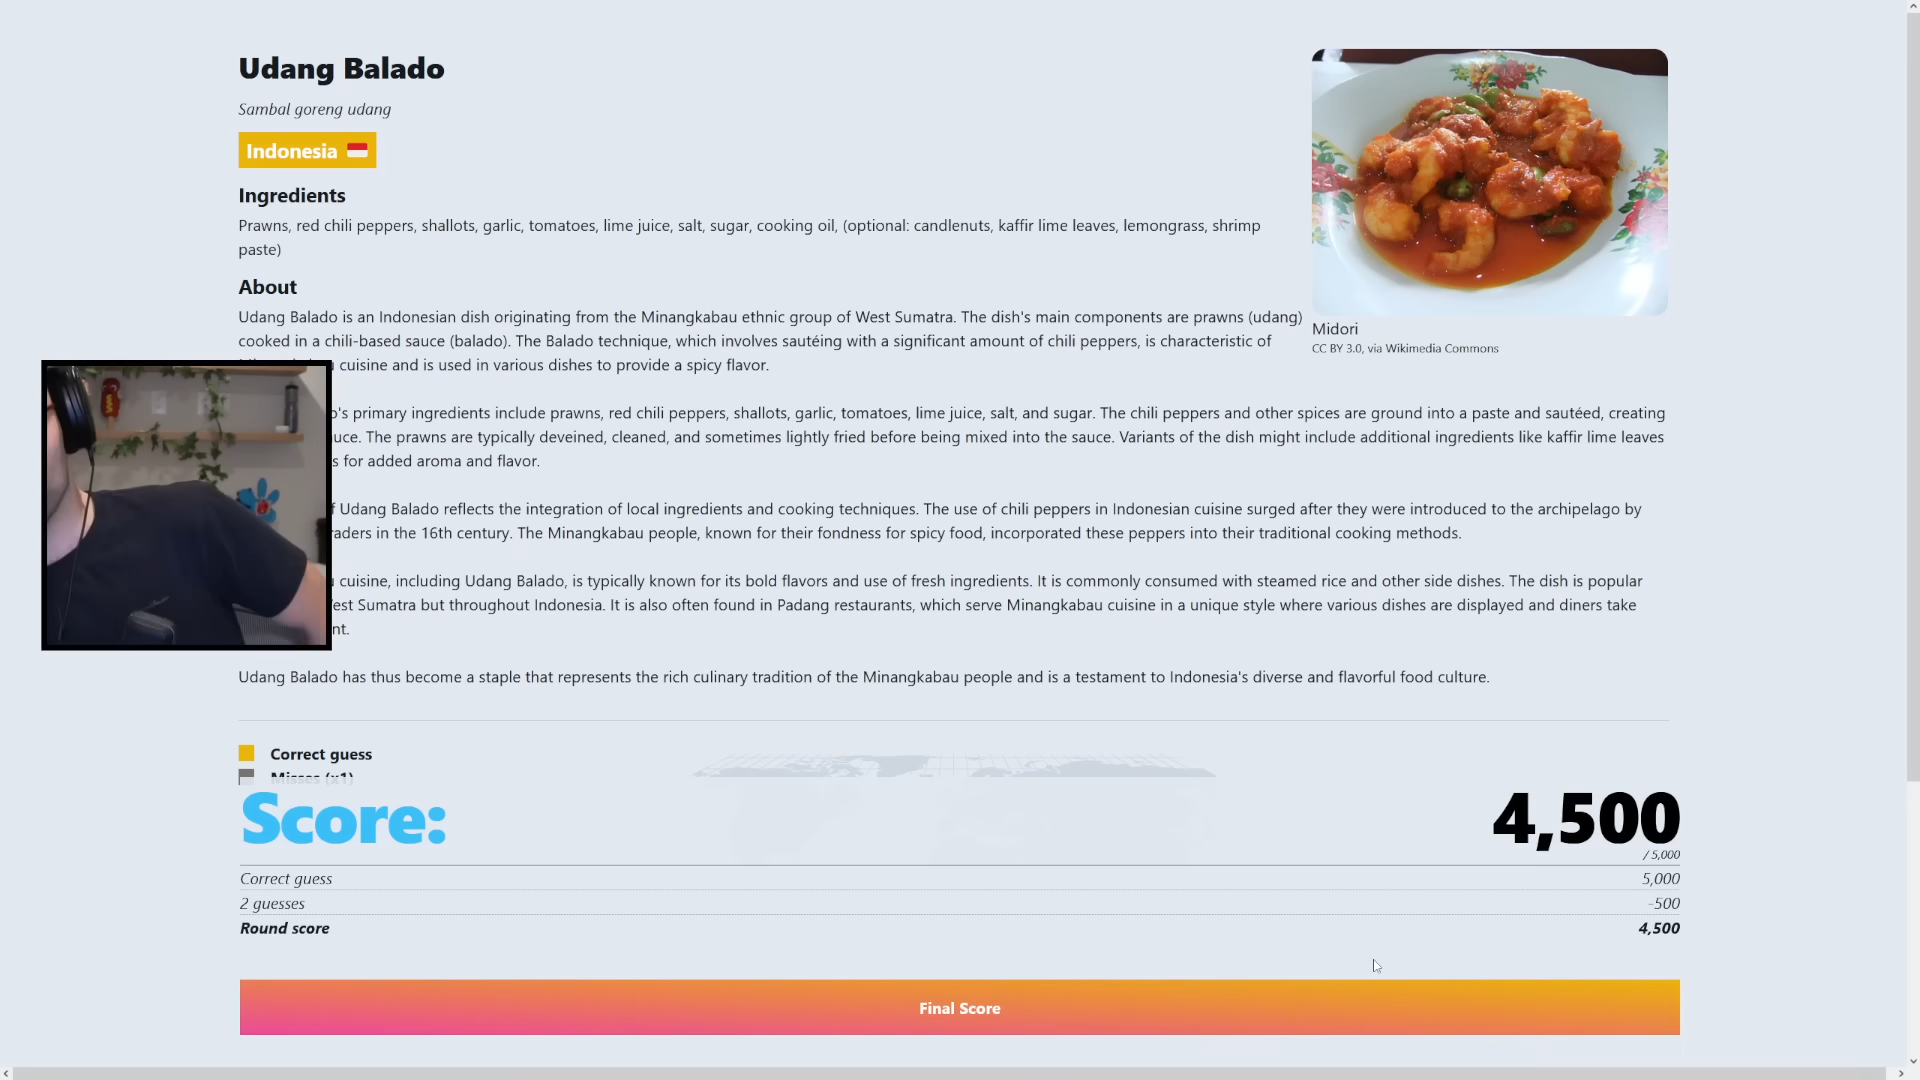 Udang Balado
Sambal goreng udang
Indonesia
Ingredients
Prawns, red chili peppers, shallots, garlic, tomatoes, lime juice, salt, sugar, cooking oil, (optional: candlenuts, kaffir lime leaves, lemongrass, shrimp
paste)
About
Udang Balado is an Indonesian dish originating from the Minangkabau ethnic group of West Sumatra. The dish's main components are prawns (udang)
cooked in a chili-based sauce (balado). The Balado technique, which involves sautéing with a significant amount of chili peppers, is characteristic of
cuisine and is used in various dishes to provide a spicy flavor.
Midori
CC BY 3.0, via Wikimedia Commons
primary ingredients include prawns, red chili peppers, shallots, garlic, tomatoes, lime juice, salt, and sugar. The chili peppers and other spices are ground into a paste and sautéed, creating
The prawns are typically deveined, cleaned, and sometimes lightly fried before being mixed into the sauce. Variants of the dish might include additional ingredients like kaffir lime leaves
for added aroma and flavor.
Udang Balado reflects the integration of local ingredients and cooking techniques. The use of chili peppers in Indonesian cuisine surged after they were introduced to the archipelago by
in the 16th century. The Minangkabau people, known for their fondness for spicy food, incorporated these peppers into their traditional cooking methods.
cuisine, including Udang Balado, is typically known for its bold flavors and use of fresh ingredients. It is commonly consumed with steamed rice and other side dishes. The dish is popular
Sumatra but throughout Indonesia. It is also often found in Padang restaurants, which serve Minangkabau cuisine in a unique style where various dishes are displayed and diners take
Udang Balado has thus become a staple that represents the rich culinary tradition of the Minangkabau people and is a testament to Indonesia's diverse and flavorful food culture.
Correct guess
Misses (x1)
Score: 4,500
/ 5,000
Correct guess 5,000
2 guesses -500
Round score 4,500
Final Score